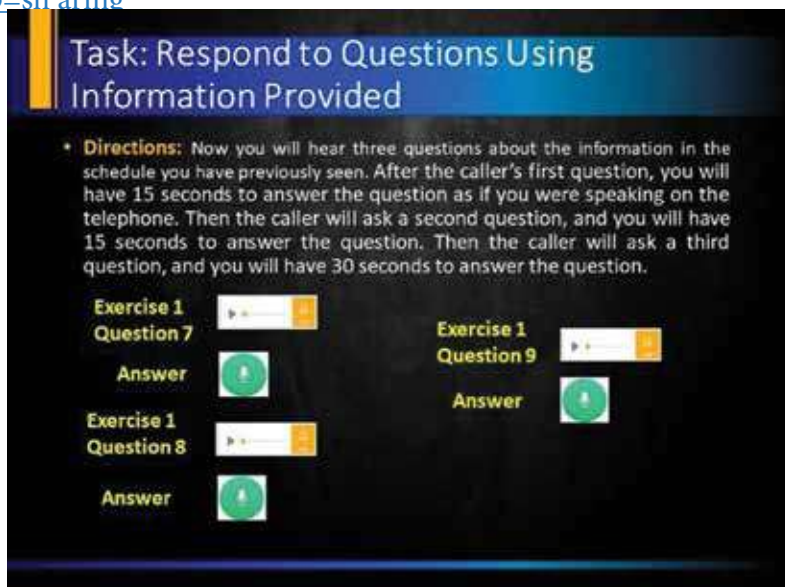 Task: Respond to Questions Using
Information Provided
• Directions: Now you will hear three questions about the information in the
schedule you have previously seen. After the caller's first question, you will
have 15 seconds to answer the question as if you were speaking on the
telephone. Then the caller will ask a second question, and you will have
15 seconds to answer the question. Then the caller will ask a third
question, and you will have 30 seconds to answer the question.
Exercise 1
Question 7
Answer
Exercise 1
Question 8
Answer
Exercise 1
Question 9
Answer